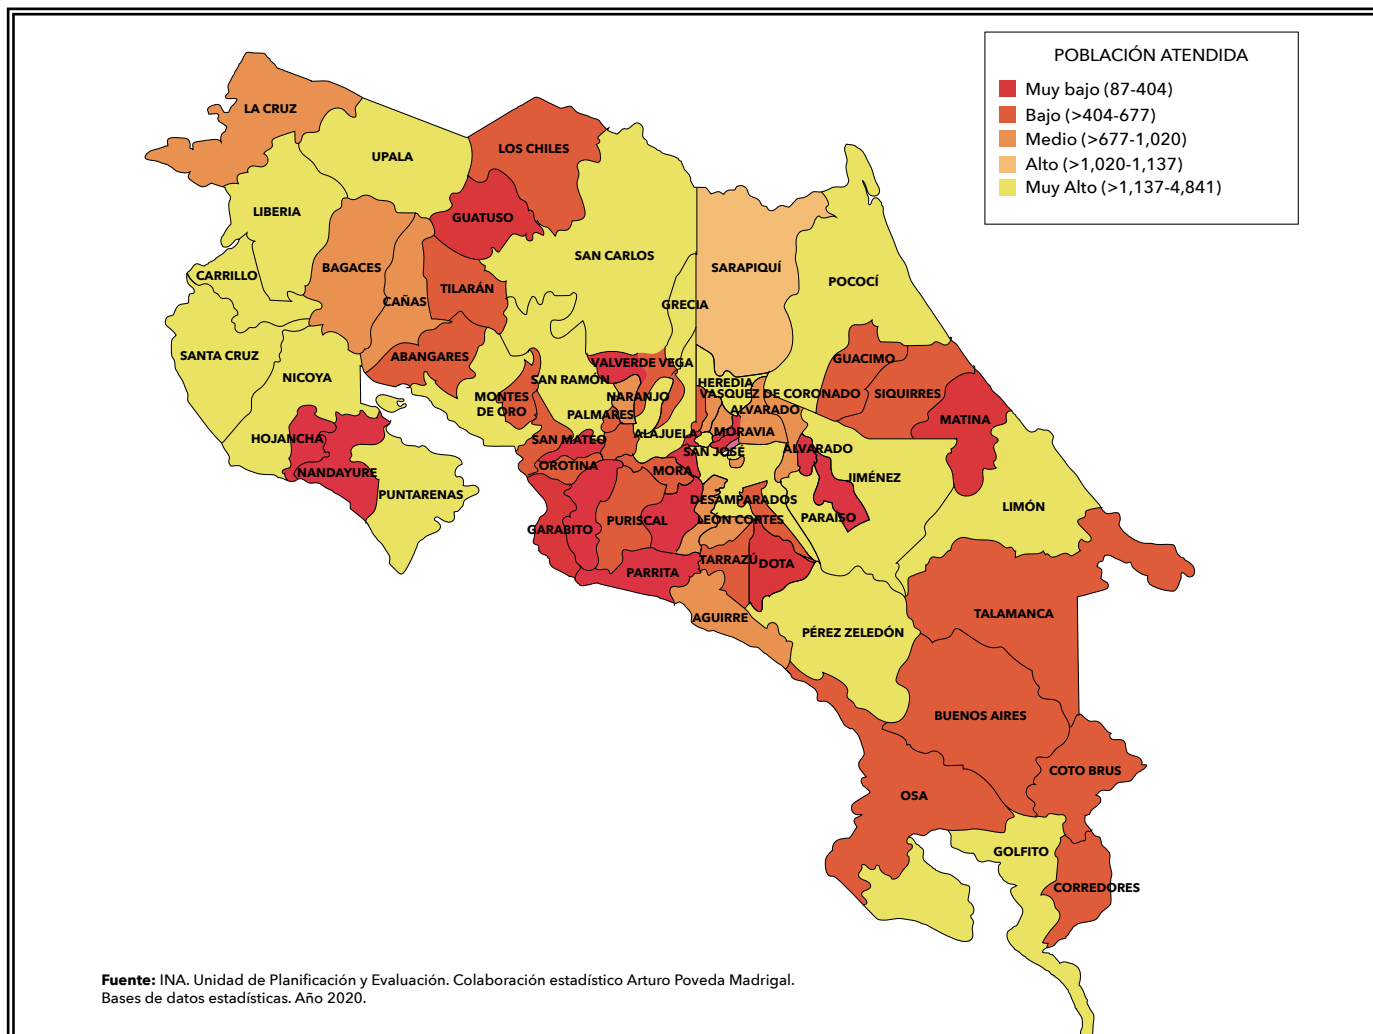 POBLACIÓN ATENDIDA
Muy bajo (87-404)
Bajo (>404-677)
Medio (>677-1,020)
Alto (>1,020-1,137)
Muy Alto (>1,137-4,841)
LA CRUZ
UPALA
LOS CHILES
LIBERIA
GUATUSO
SAN CARLOS
SARAPIQUÍ
POCOCÍ
CARRILLO
BAGACES
CAÑAS
TILARÁN
GRECIA
SANTA CRUZ
NICOYA
ABANGARES
VALVERDE VEGA
GUACIMO
SAN RAMÓN
HEREDIA
MONTES
DE ORO
NARANJO
VASQUEZ DE CORONADO
SIQUIRRES
PALMARES
ALVARADO
MATINA
HOJANCHA
SAN MATEO
ALAJUELA
MORAVIA
SAN JOSÉ
ALVARADO
NANDAYURE
OROTINA
MORA
JIMÉNEZ
PUNTARENAS
DESAMPARADOS
LIMÓN
GARABITO
PURISCAL
LEÓN CORTES
PARAISO
PARRITA
TARRAZÚ
DOTA
AGUIRRE
PÉREZ ZELEDÓN
TALAMANCA
BUENOS AIRES
COTO BRUS
OSA
GOLFITO
CORREDORES
Fuente: INA. Unidad de Planificación y Evaluación. Colaboración estadístico Arturo Poveda Madrigal.
Bases de datos estadísticas. Año 2020.